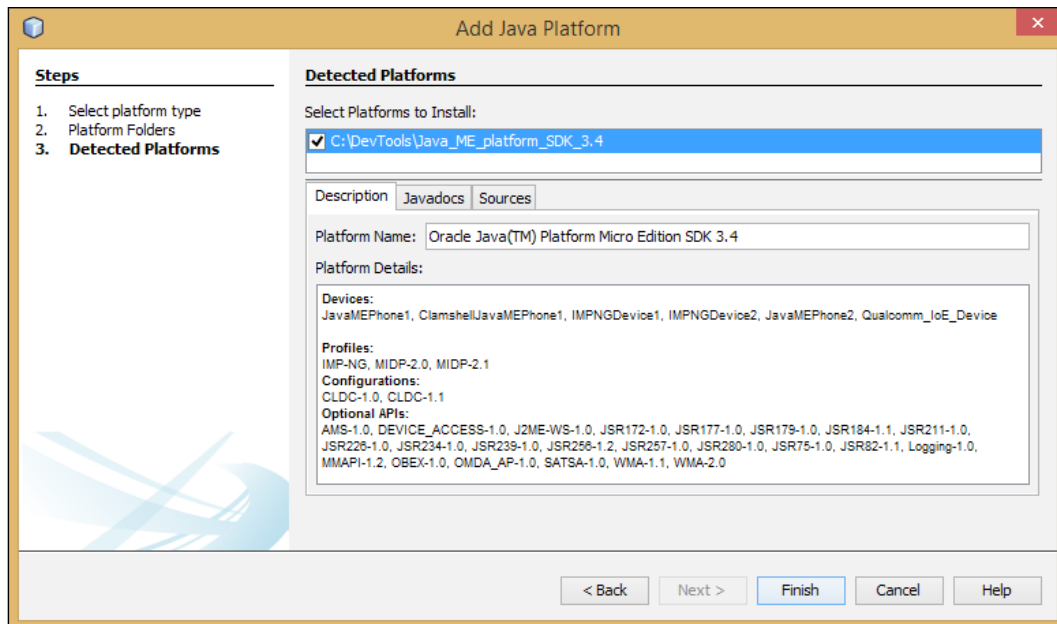 Add Java Platform
Steps
1. Select platform type
2. Platform Folders
3. Detected Platforms
Detected Platforms
Select Platforms to Install:
C:\DevTools\Java_ME_platform_SDK_3.4
Description Javadocs Sources
Platform Name: Oracle Java(TM) Platform Micro Edition SDK 3.4
Platform Details:
Devices:
JavaMEPhone1, ClamshellJavaMEPhone1, IMPNGDevice1, IMPNGDevice2, JavaMEPhone2, Qualcomm_IoE_Device
Profiles:
IMP-NG, MIDP-2.0, MIDP-2.1
Configurations:
CLDC-1.0, CLDC-1.1
Optional APIs:
AMS-1.0, DEVICE_ACCESS-1.0, J2ME-WS-1.0, JSR172-1.0, JSR177-1.0, JSR179-1.0, JSR184-1.1, JSR211-1.0,
JSR226-1.0, JSR234-1.0, JSR239-1.0, JSR256-1.2, JSR257-1.0, JSR280-1.0, JSR75-1.0, JSR82-1.1, Logging-1.0,
MMAPI-1.2, OBEX-1.0, OMDA_AP-1.0, SATSA-1.0, WMA-1.1, WMA-2.0
< Back Next > Finish Cancel Help